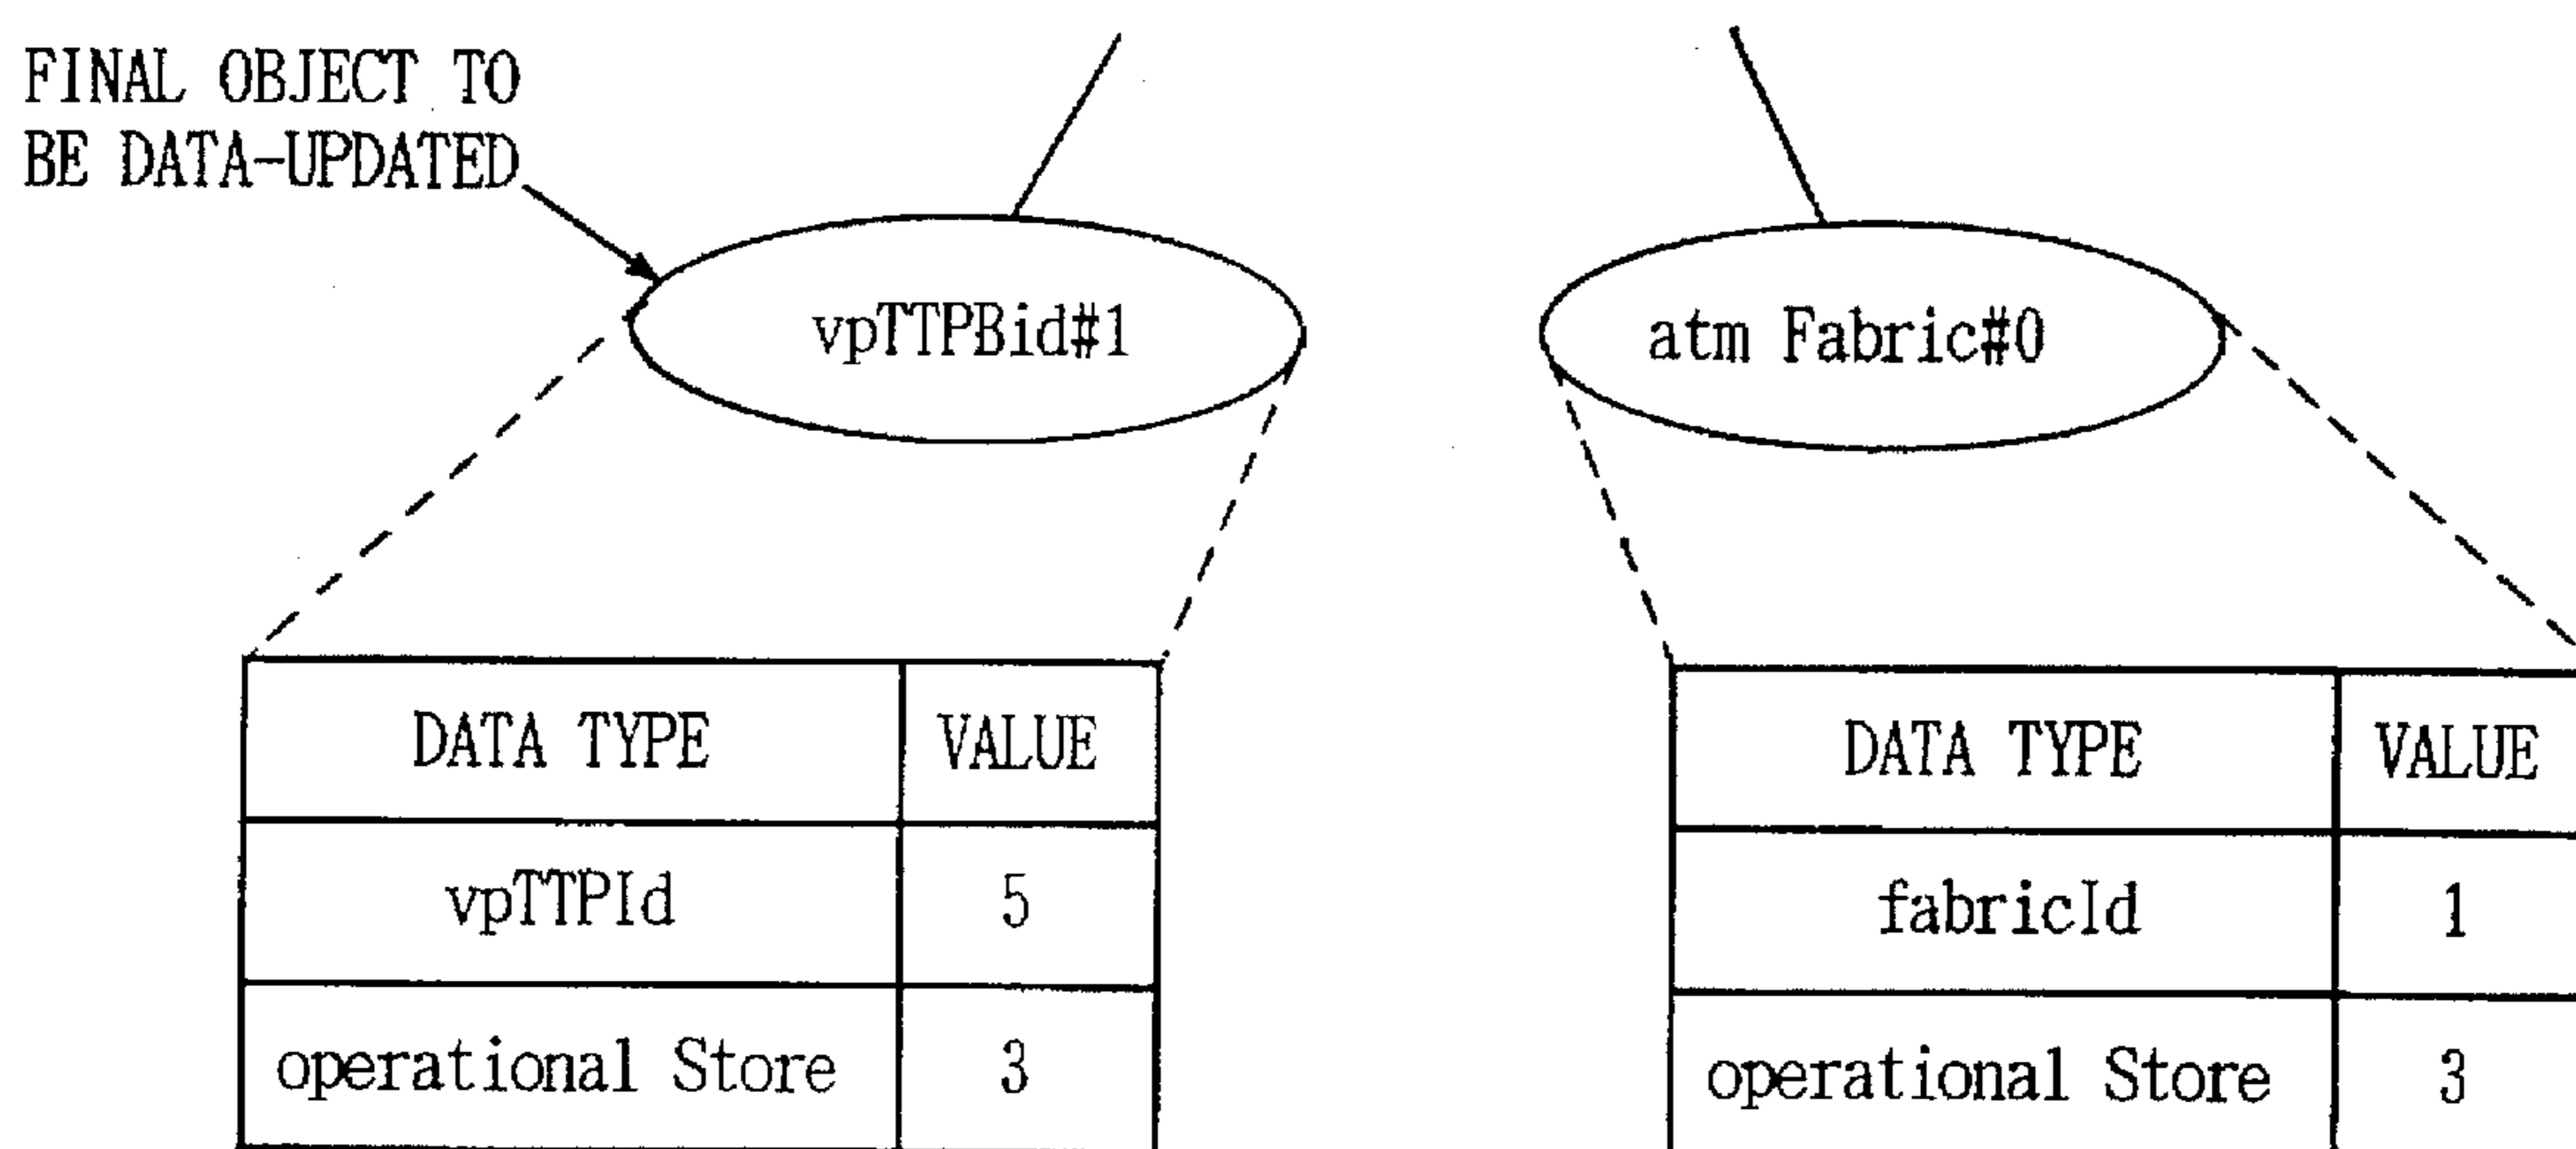 FINAL OBJECT TO
BE DATA-UPDATED
vpTTPBid#1
atm Fabric#0
DATA TYPE VALUE
vpTTPId 5
operational Store 3
DATA TYPE VALUE
fabricId 1
operational Store 3